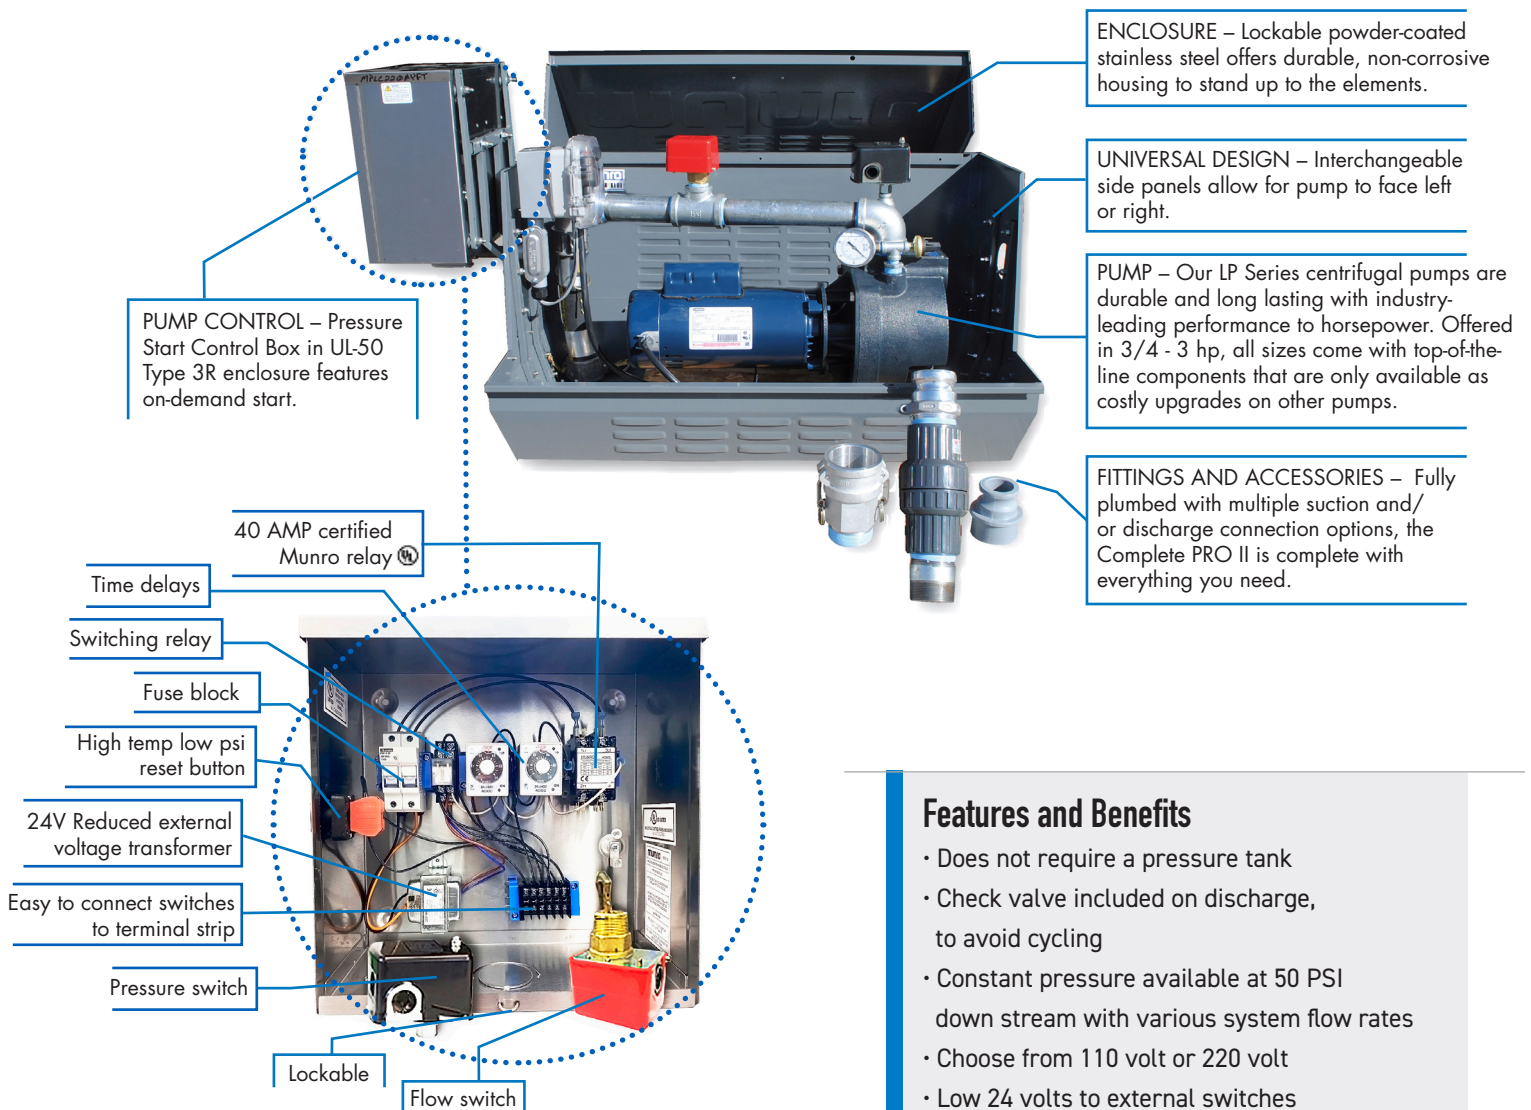 ENCLOSURE – Lockable powder-coated
stainless steel offers durable, non-corrosive
housing to stand up to the elements.
UNIVERSAL DESIGN – Interchangeable
side panels allow for pump to face left
or right.
PUMP – Our LP Series centrifugal pumps are
durable and long lasting with industry-
leading performance to horsepower. Offered
in 3/4 - 3 hp, all sizes come with top-of-the-
line components that are only available as
costly upgrades on other pumps.
FITTINGS AND ACCESSORIES – Fully
plumbed with multiple suction and/
or discharge connection options, the
Complete PRO II is complete with
everything you need.
PUMP CONTROL – Pressure
Start Control Box in UL-50
Type 3R enclosure features
on-demand start.
40 AMP certified
Munro relay UL
Time delays
Switching relay
Fuse block
High temp low psi
reset button
24V Reduced external
voltage transformer
Easy to connect switches
to terminal strip
Pressure switch
Lockable
Flow switch
Features and Benefits
· Does not require a pressure tank
· Check valve included on discharge,
to avoid cycling
· Constant pressure available at 50 PSI
down stream with various system flow rates
· Choose from 110 volt or 220 volt
· Low 24 volts to external switches